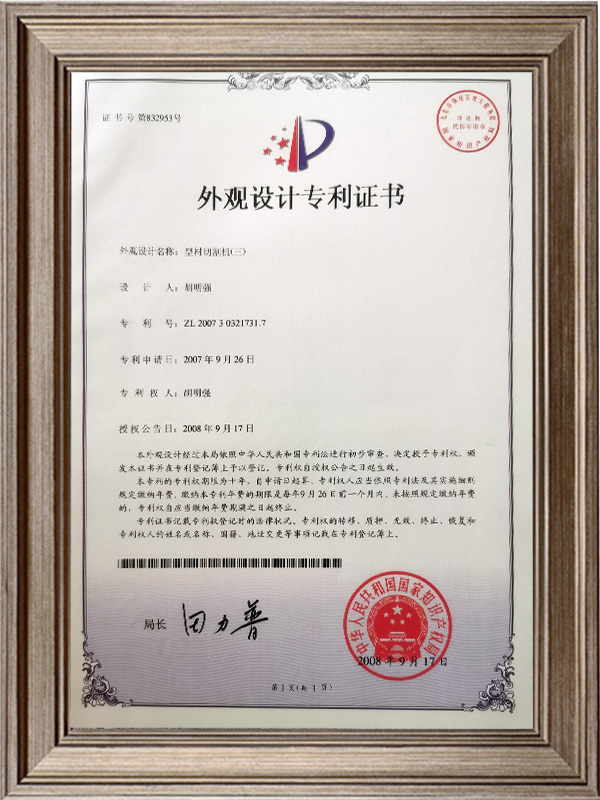 证书号第832953号
外观设计专利证书
外观设计名称：型材切割机(三)
设计人：胡明强
专利号：ZL 2007 3 0321731.7
专利申请日：2007年9月26日
专利权人：胡明强
授权公告日：2008年9月17日
本外观设计经过本局依照中华人民共和国专利法进行初步审查，决定授予专利权，颁
发本证书并在专利登记簿上予以登记。专利权自授权公告之日起生效。
本专利的专利权期限为十年，自申请日起算。专利权人应当依照专利法及其实施细则
规定缴纳年费。缴纳本专利年费的期限是每年9月26日前一个月内。未按照规定缴纳年费
的，专利权自应当缴纳年费期满之日起终止。
专利证书记载专利权登记时的法律状况。专利权的转移、质押、无效、终止、恢复和
专利权人的姓名或名称、国籍、地址变更等事项记载在专利登记簿上。
局长 田力普
中华人民共和国国家知识产权局
2008年9月17日
第1页(共1页)